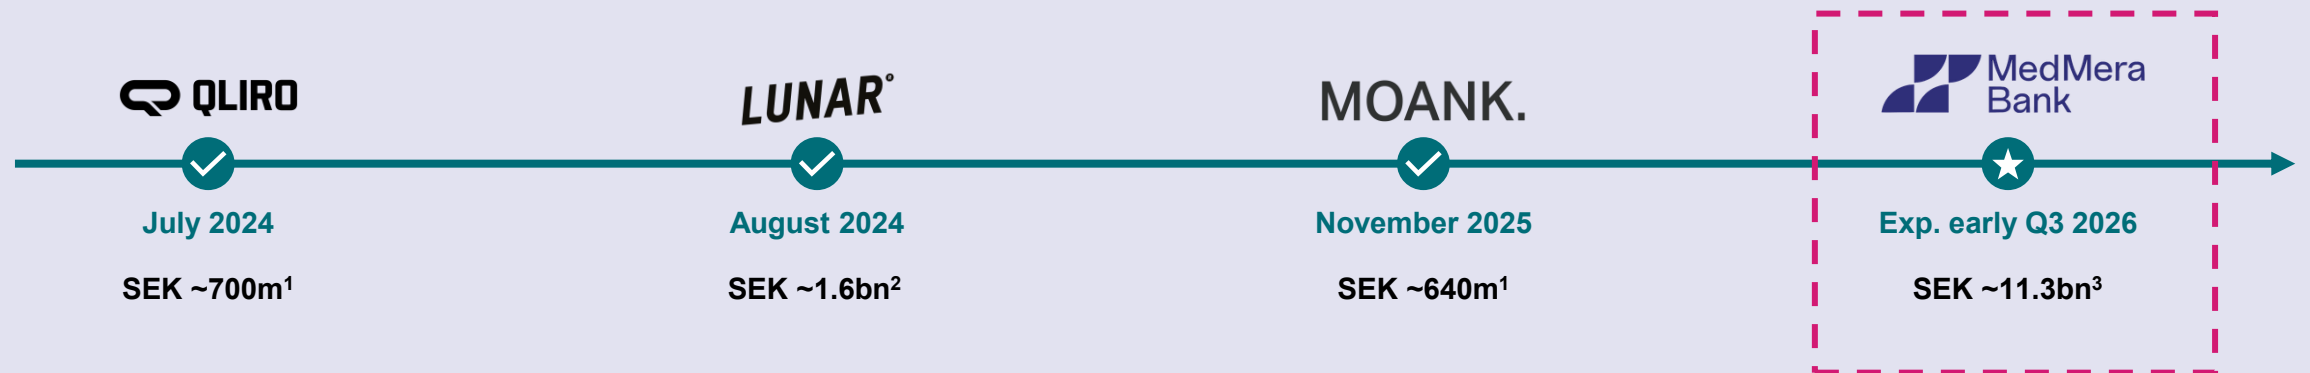 QLIRO
LUNAR°
MOANK.
MedMera
Bank
July 2024
August 2024
November 2025
Exp. early Q3 2026
SEK ~700m¹
SEK ~1.6bn²
SEK ~640m¹
SEK ~11.3bn³